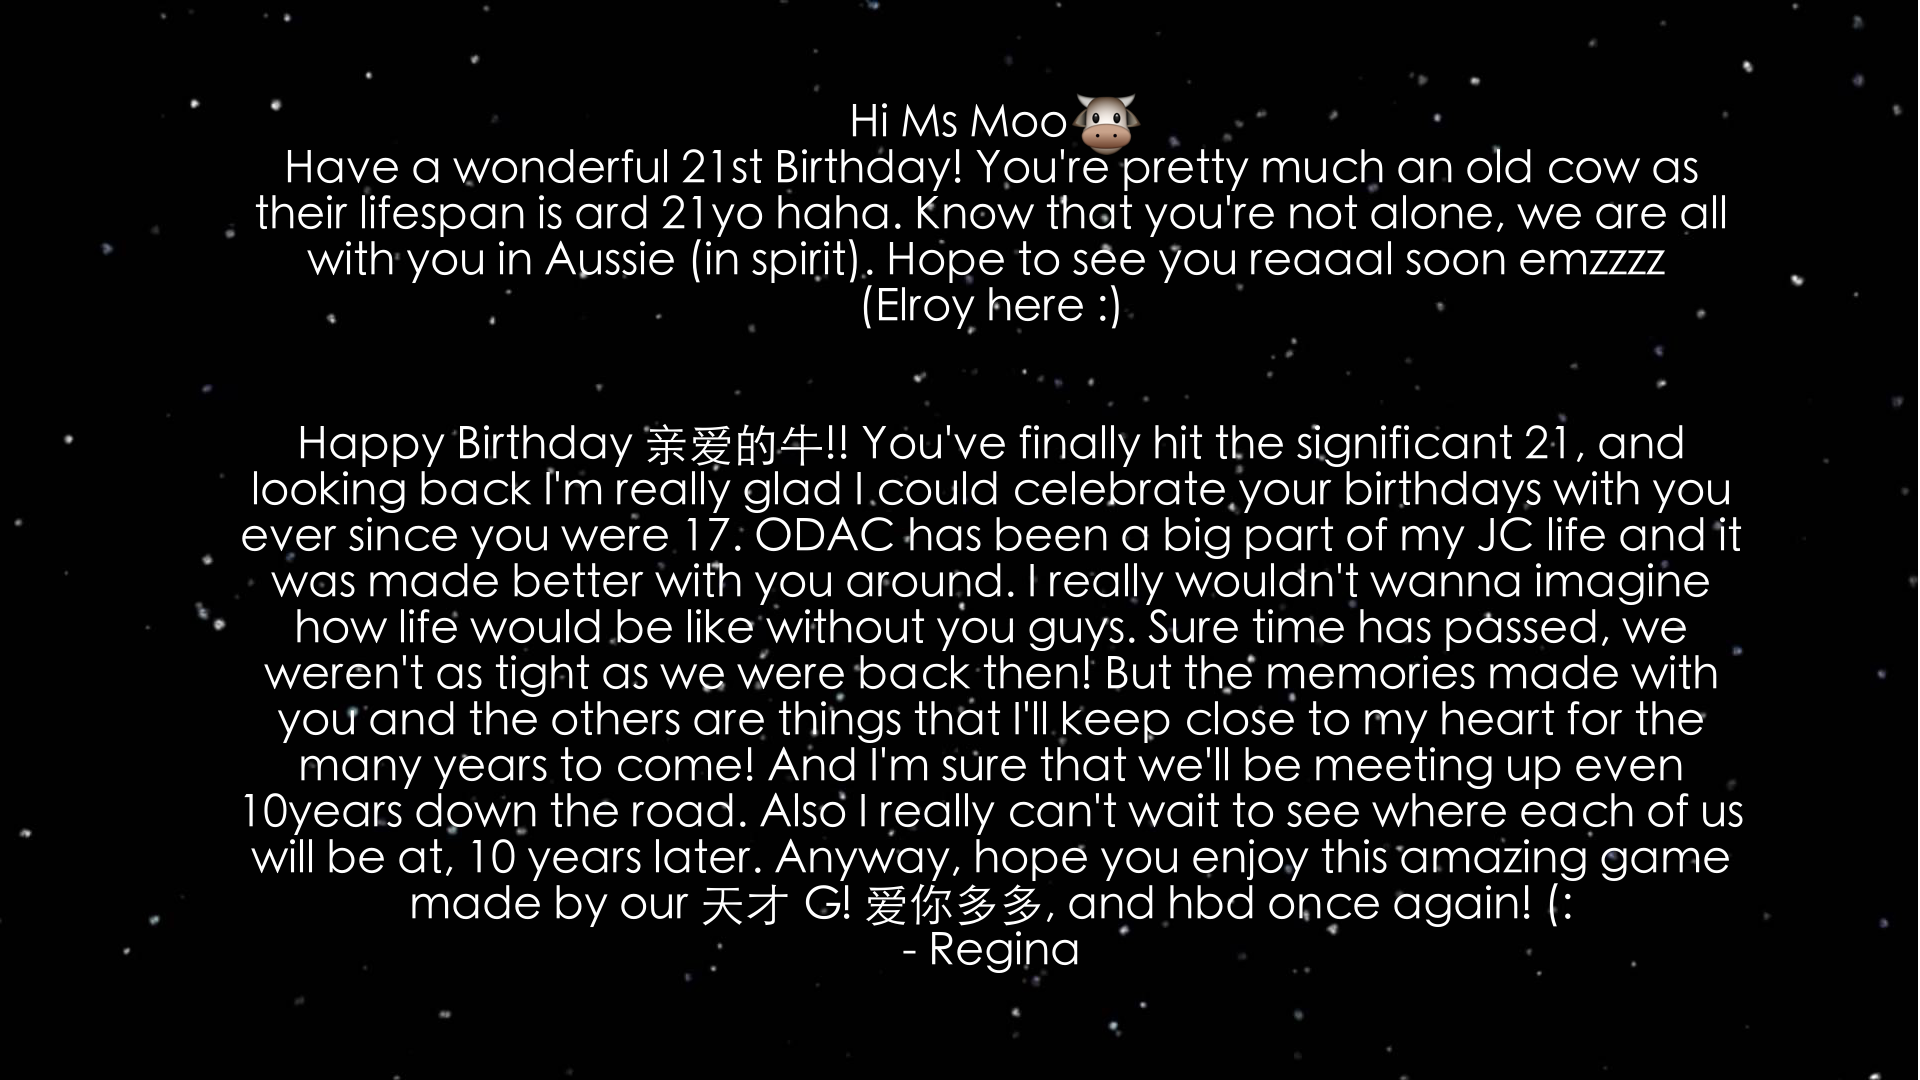 Hi Ms Moo🐮
Have a wonderful 21st Birthday! You're pretty much an old cow as
their lifespan is ard 21yo haha. Know that you're not alone, we are all
with you in Aussie (in spirit). Hope to see you reaaal soon emzzzz
(Elroy here :)
Happy Birthday 亲爱的牛!! You've finally hit the significant 21, and
looking back I'm really glad I could celebrate your birthdays with you
ever since you were 17. ODAC has been a big part of my JC life and it
was made better with you around. I really wouldn't wanna imagine
how life would be like without you guys. Sure time has passed, we
weren't as tight as we were back then! But the memories made with
you and the others are things that I'll keep close to my heart for the
many years to come! And I'm sure that we'll be meeting up even
10years down the road. Also I really can't wait to see where each of us
will be at, 10 years later. Anyway, hope you enjoy this amazing game
made by our 天才 G! 爱你多多, and hbd once again! (:
- Regina